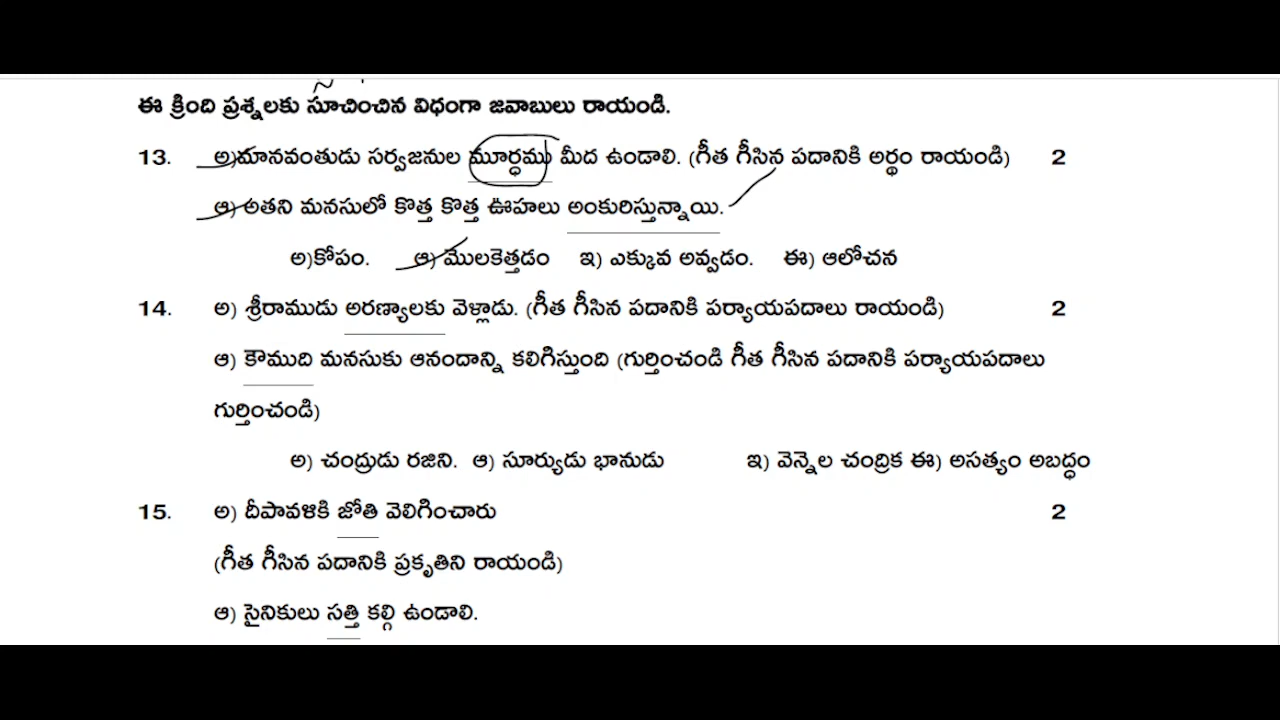 ఈ క్రింది ప్రశ్నలకు సూచించిన విధంగా జవాబులు రాయండి.
13. అ)మానవంతుడు సర్వజనుల మూర్ధము మీద ఉండాలి. (గీత గీసిన పదానికి అర్థం రాయండి) 2
ఆ) అతని మనసులో కొత్త కొత్త ఊహలు అంకురిస్తున్నాయి.
అ)కోపం. ఆ) మొలకెత్తడం ఇ) ఎక్కువ అవ్వడం. ఈ) ఆలోచన
14. అ) శ్రీరాముడు అరణ్యాలకు వెళ్లాడు. (గీత గీసిన పదానికి పర్యాయపదాలు రాయండి) 2
ఆ) కౌముది మనసుకు ఆనందాన్ని కలిగిస్తుంది (గుర్తించండి గీత గీసిన పదానికి పర్యాయపదాలు
గుర్తించండి)
అ) చంద్రుడు రజిని. ఆ) సూర్యుడు భానుడు ఇ) వెన్నెల చంద్రిక ఈ) అసత్యం అబద్ధం
15. అ) దీపావళికి జోతి వెలిగించారు 2
(గీత గీసిన పదానికి ప్రకృతిని రాయండి)
ఆ) సైనికులు సత్తి కల్గి ఉండాలి.